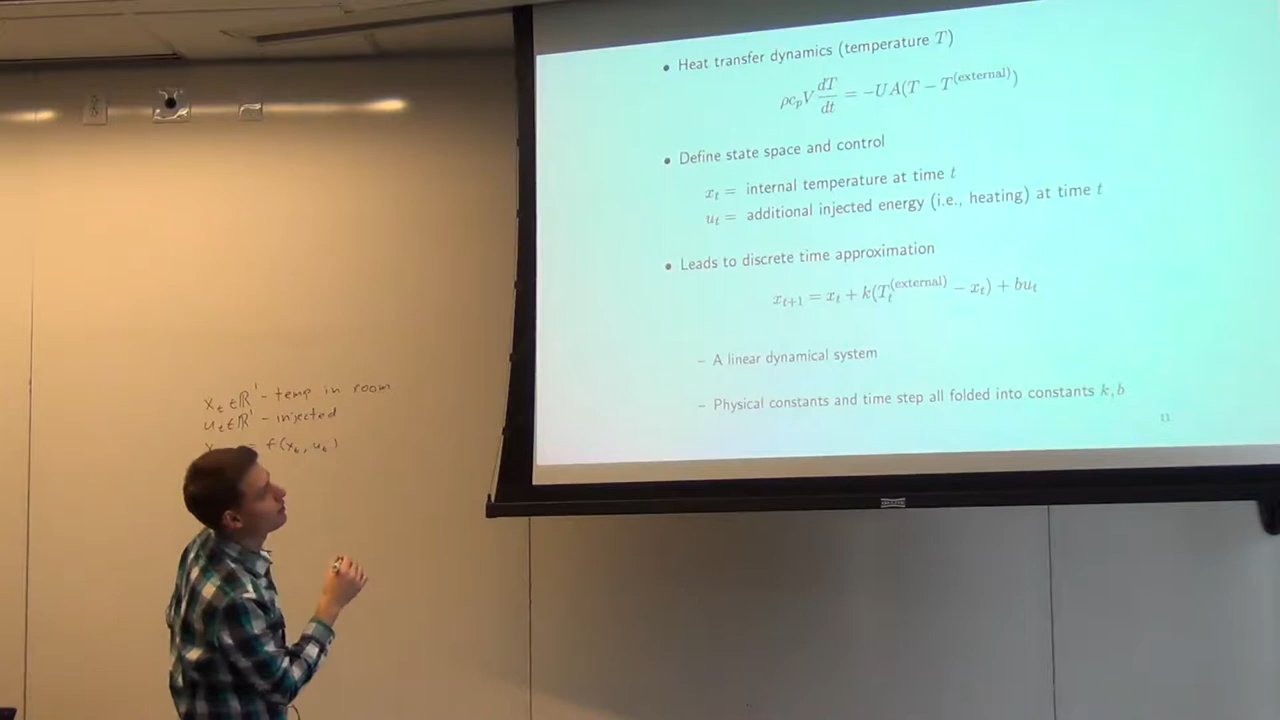 • Heat transfer dynamics (temperature T)
ρc_pV dT/dt = −UA(T − T^(external))
• Define state space and control
x_t = internal temperature at time t
u_t = additional injected energy (i.e., heating) at time t
• Leads to discrete time approximation
x_{t+1} = x_t + k(T_t^(external) − x_t) + bu_t
– A linear dynamical system
– Physical constants and time step all folded into constants k, b
11
x_t ∈ ℝ^1 - temp in room
u_t ∈ ℝ^1 - injected
= f(x_t, u_t)